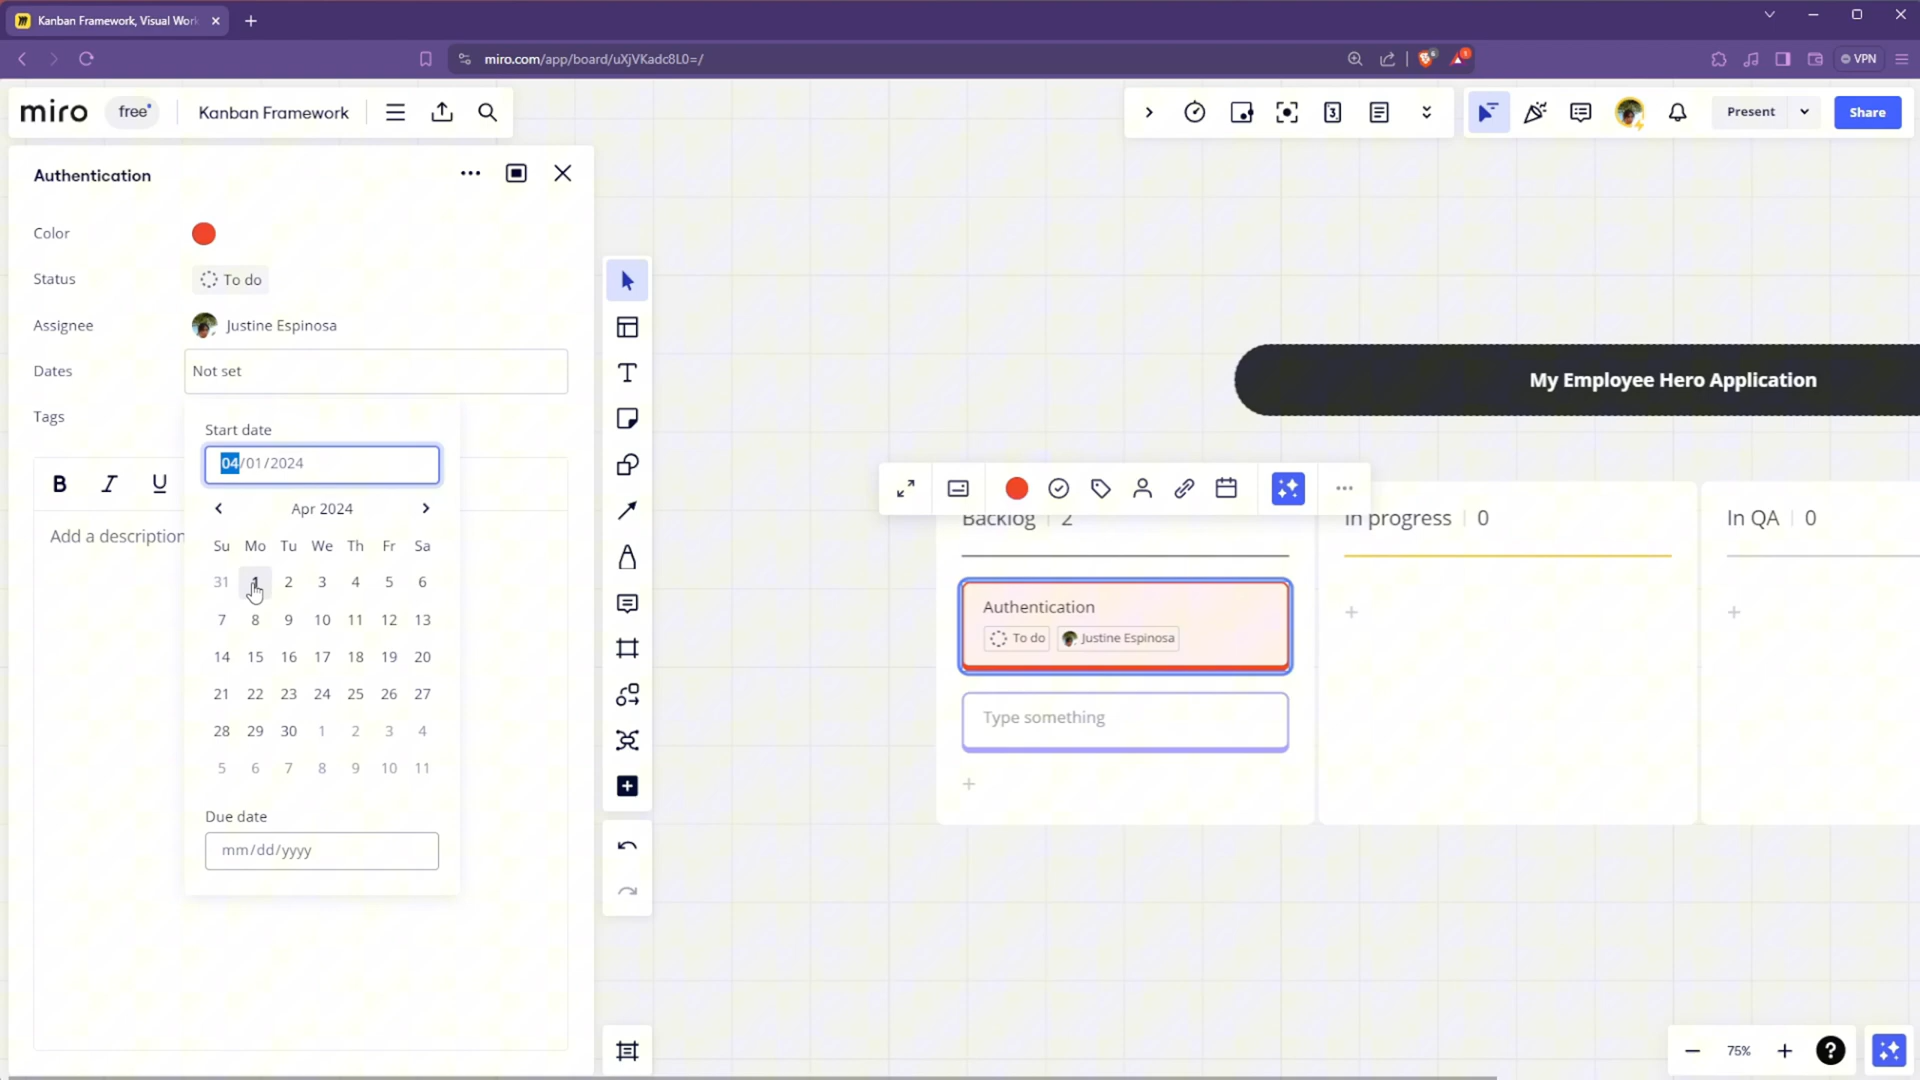 Kanban Framework, Visual Work
miro.com/app/board/uXjVKadc8L0=/
VPN
miro
free
Kanban Framework
Present
Share
Authentication
Color
Status
To do
Assignee
Justine Espinosa
Dates
Not set
Tags
Start date
04/01/2024
B I U
Add a description
Apr 2024
Su Mo Tu We Th Fr Sa
31 1 2 3 4 5 6
7 8 9 10 11 12 13
14 15 16 17 18 19 20
21 22 23 24 25 26 27
28 29 30 1 2 3 4
5 6 7 8 9 10 11
Due date
mm/dd/yyyy
My Employee Hero Application
Backlog 2
In progress 0
In QA 0
Authentication
To do
Justine Espinosa
Type something
75%